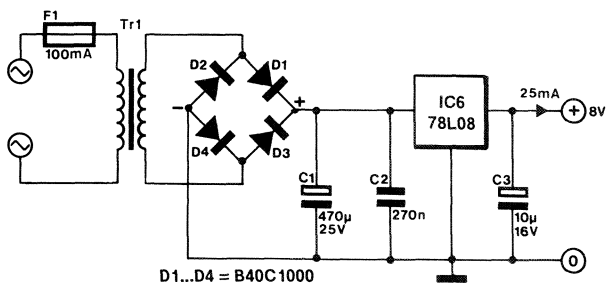 F1
100mA
Tr1
D2
D1
D4
D3
−
+
C1
470µ
25V
C2
270n
IC6
78L08
25mA
+
8V
C3
10µ
16V
0
D1...D4 = B40C1000